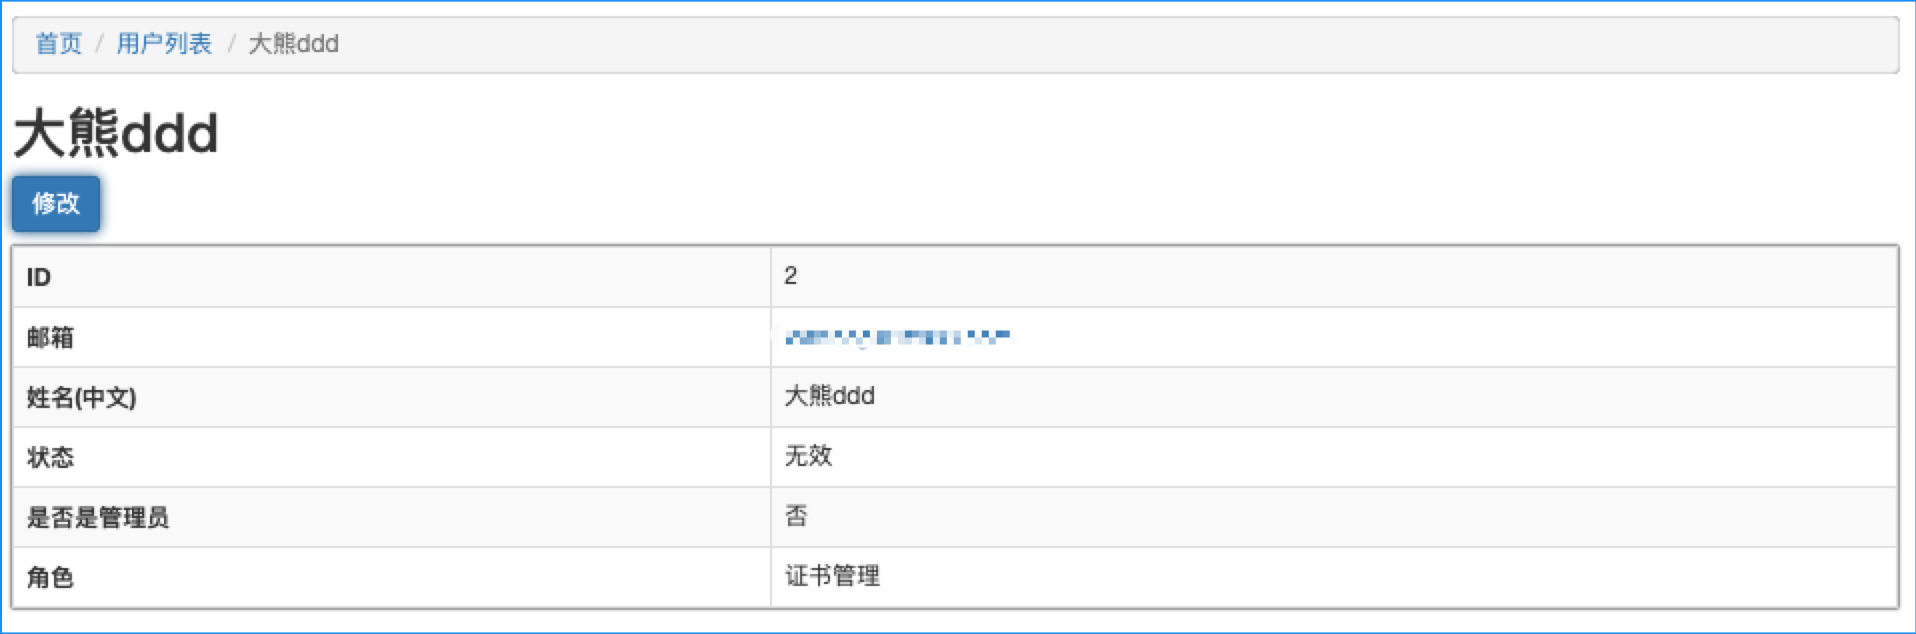 首页 / 用户列表 / 大熊ddd
大熊ddd
修改
ID 2
邮箱
姓名(中文) 大熊ddd
状态 无效
是否是管理员 否
角色 证书管理